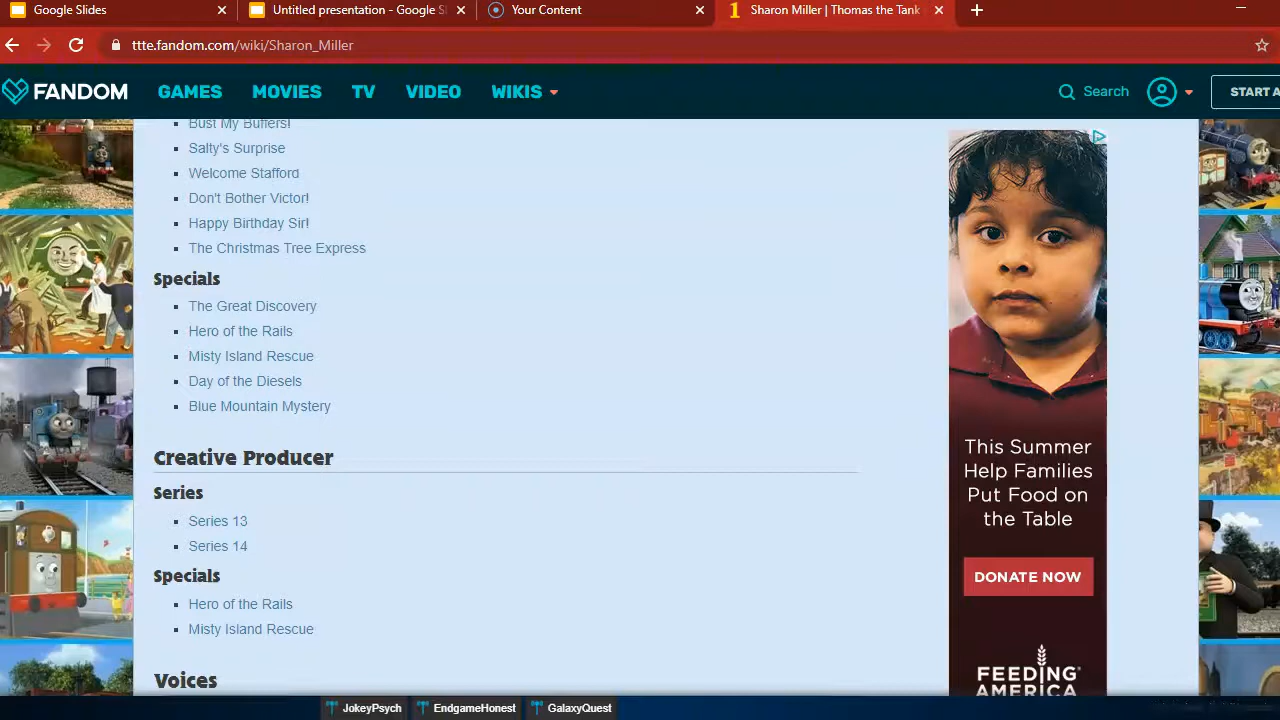 Google Slides
Untitled presentation - Google S
Your Content
Sharon Miller | Thomas the Tank
ttte.fandom.com/wiki/Sharon_Miller
FANDOM GAMES MOVIES TV VIDEO WIKIS Search START A
Bust My Buffers!
Salty's Surprise
Welcome Stafford
Don't Bother Victor!
Happy Birthday Sir!
The Christmas Tree Express
Specials
The Great Discovery
Hero of the Rails
Misty Island Rescue
Day of the Diesels
Blue Mountain Mystery
Creative Producer
Series
Series 13
Series 14
Specials
Hero of the Rails
Misty Island Rescue
Voices
This Summer
Help Families
Put Food on
the Table
DONATE NOW
FEEDING
AMERICA
JokeyPsych
EndgameHonest
GalaxyQuest